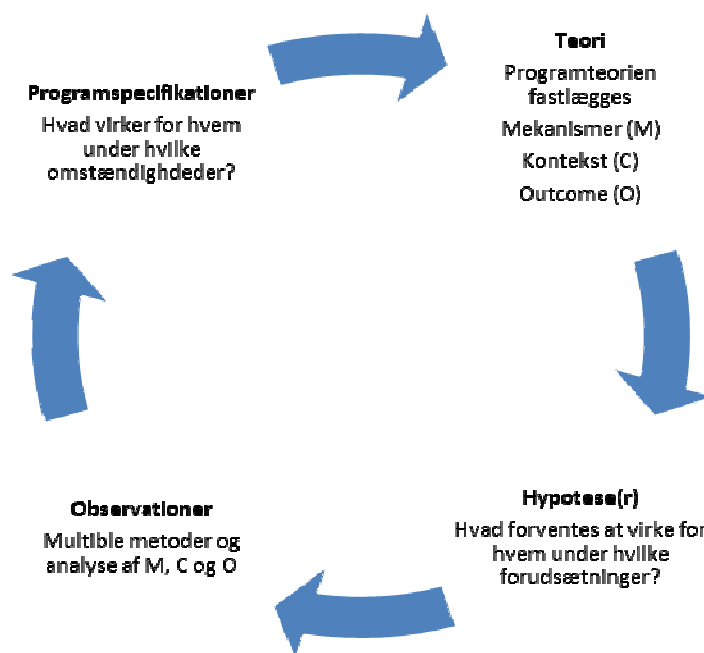 Programspecifikationer
Hvad virker for hvem
under hvilke
omstændighdeder?
Teori
Programteorien
fastlægges
Mekanismer (M)
Kontekst (C)
Outcome (O)
Hypotese(r)
Hvad forventes at virke for
hvem under hvilke
forudsætninger?
Observationer
Multible metoder og
analyse af M, C og O